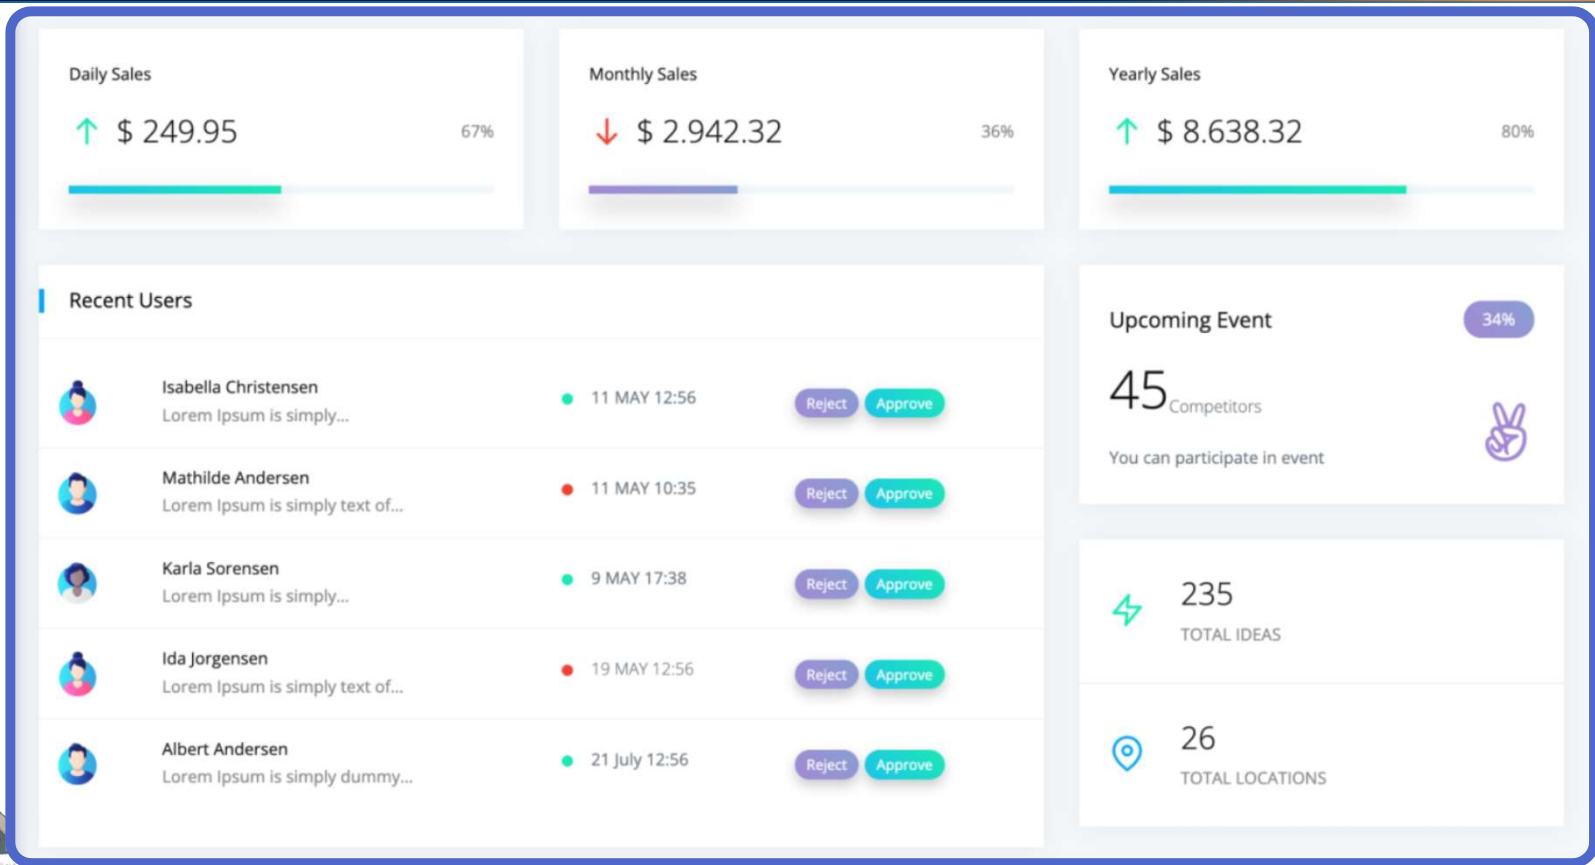 Daily Sales
$ 249.95
67%
Monthly Sales
$ 2.942.32
36%
Yearly Sales
$ 8.638.32
80%
Recent Users
Isabella Christensen
Lorem Ipsum is simply...
11 MAY 12:56
Reject Approve
Mathilde Andersen
Lorem Ipsum is simply text of...
11 MAY 10:35
Reject Approve
Karla Sorensen
Lorem Ipsum is simply...
9 MAY 17:38
Reject Approve
Ida Jorgensen
Lorem Ipsum is simply text of...
19 MAY 12:56
Reject Approve
Albert Andersen
Lorem Ipsum is simply dummy...
21 July 12:56
Reject Approve
Upcoming Event
34%
45 Competitors
You can participate in event
235
TOTAL IDEAS
26
TOTAL LOCATIONS